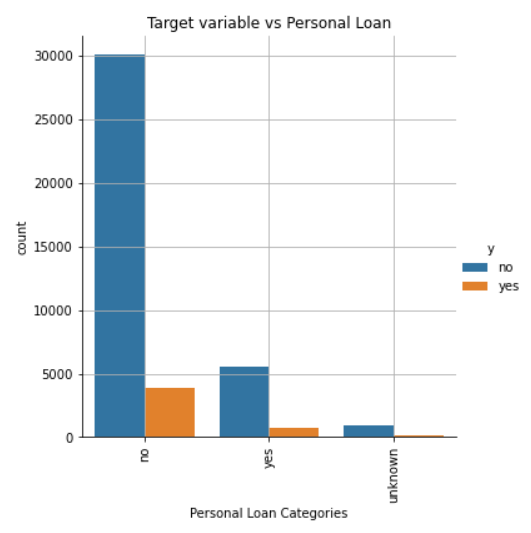 Target variable vs Personal Loan
30000
25000
20000
15000
10000
5000
0
count
no
yes
unknown
Personal Loan Categories
y
no
yes